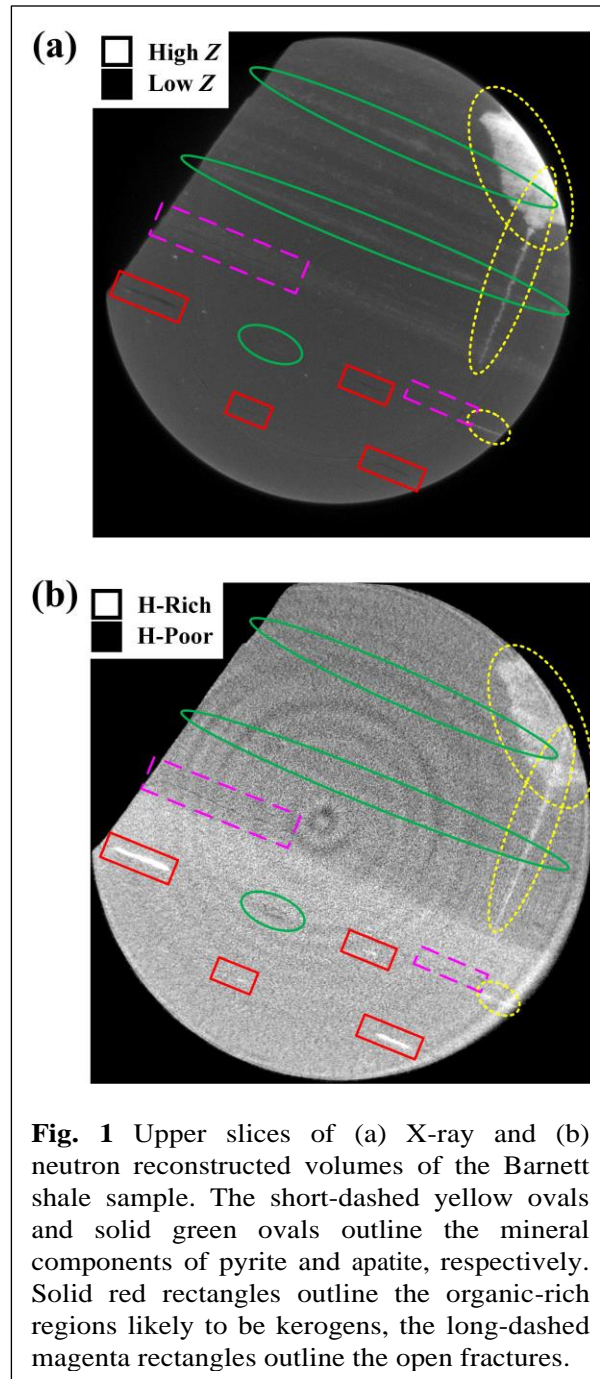 (a)
High Z
Low Z
(b)
H-Rich
H-Poor
Fig. 1 Upper slices of (a) X-ray and (b)
neutron reconstructed volumes of the Barnett
shale sample. The short-dashed yellow ovals
and solid green ovals outline the mineral
components of pyrite and apatite, respectively.
Solid red rectangles outline the organic-rich
regions likely to be kerogens, the long-dashed
magenta rectangles outline the open fractures.